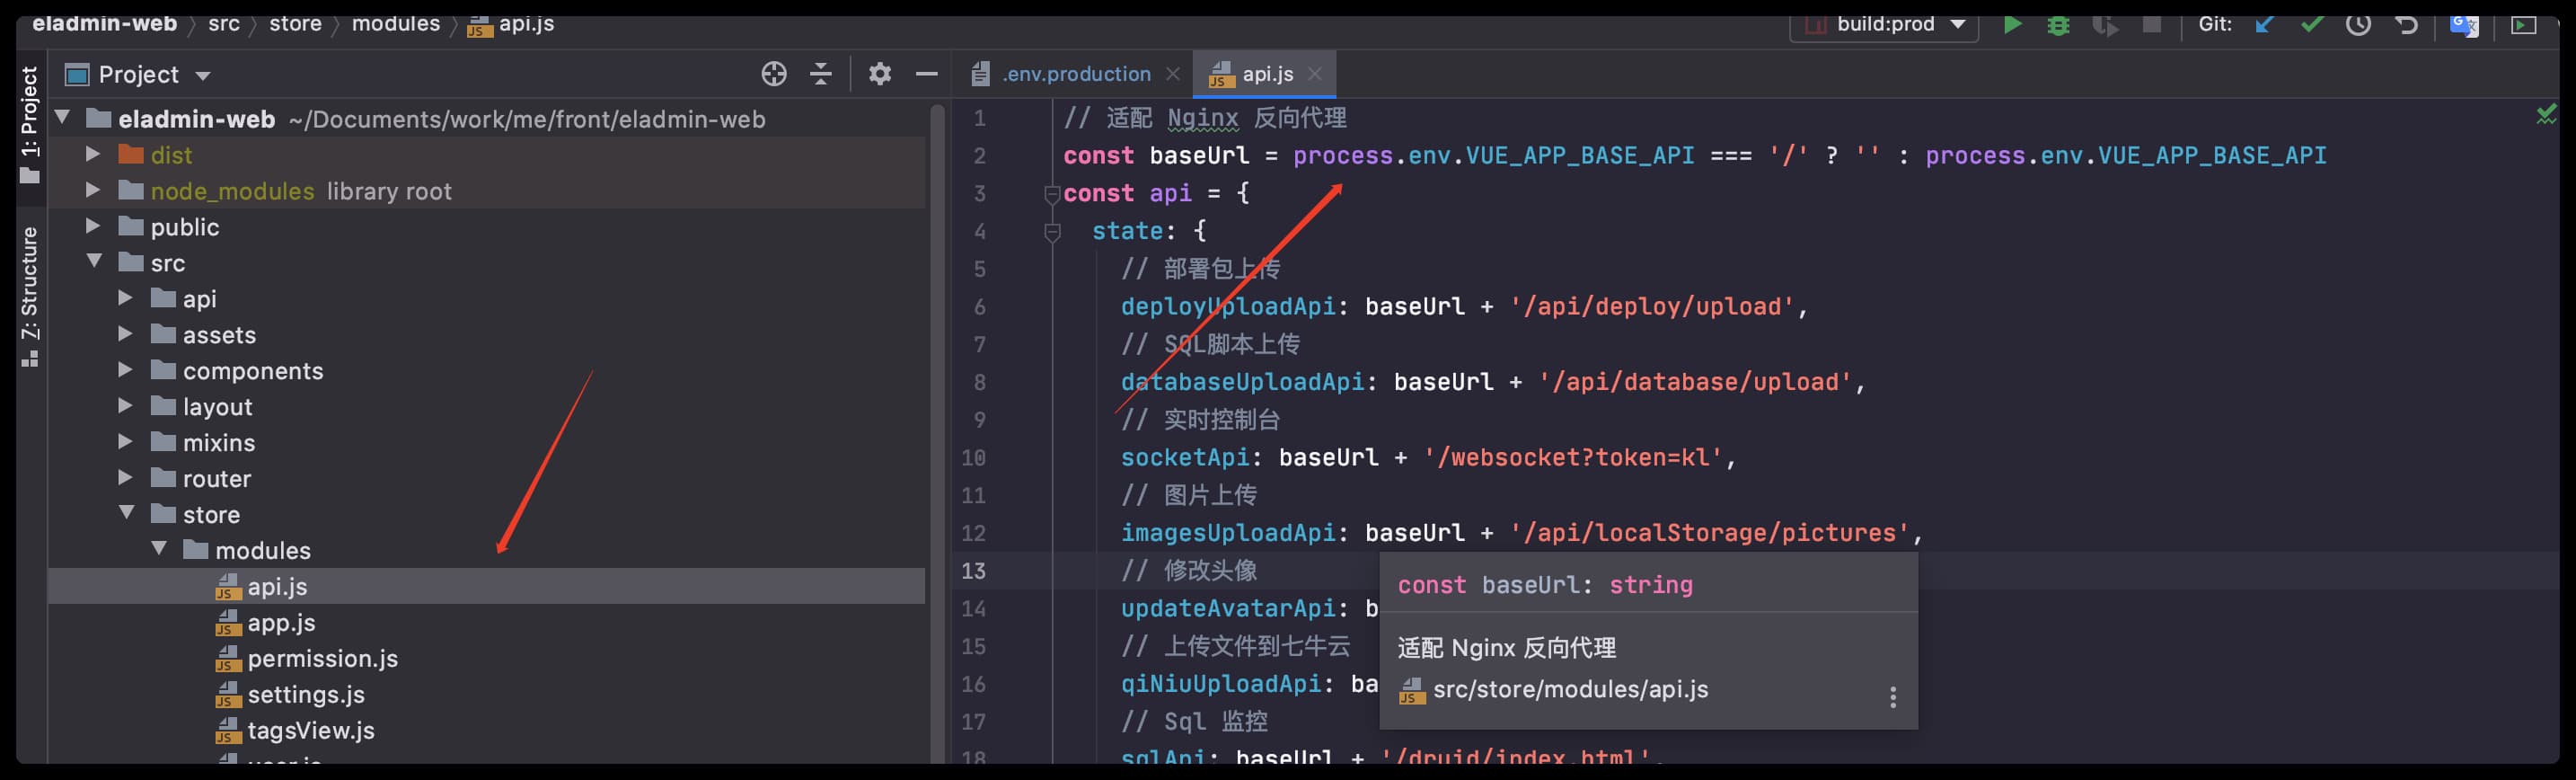 eladmin-web 〉 src 〉 store 〉 modules 〉 api.js
build:prod
Git:
1: Project
Z: Structure
Project
eladmin-web ~/Documents/work/me/front/eladmin-web
dist
node_modules library root
public
src
api
assets
components
layout
mixins
router
store
modules
api.js
app.js
permission.js
settings.js
tagsView.js
user.js
.env.production
api.js
1 // 适配 Nginx 反向代理
2 const baseUrl = process.env.VUE_APP_BASE_API === '/' ? '' : process.env.VUE_APP_BASE_API
3 const api = {
4 state: {
5 // 部署包上传
6 deployUploadApi: baseUrl + '/api/deploy/upload',
7 // SQL脚本上传
8 databaseUploadApi: baseUrl + '/api/database/upload',
9 // 实时控制台
10 socketApi: baseUrl + '/websocket?token=kl',
11 // 图片上传
12 imagesUploadApi: baseUrl + '/api/localStorage/pictures',
13 // 修改头像
14 updateAvatarApi: b
15 // 上传文件到七牛云
16 qiNiuUploadApi: ba
17 // Sql 监控
18 sqlApi: baseUrl + '/druid/index.html',
const baseUrl: string
适配 Nginx 反向代理
src/store/modules/api.js